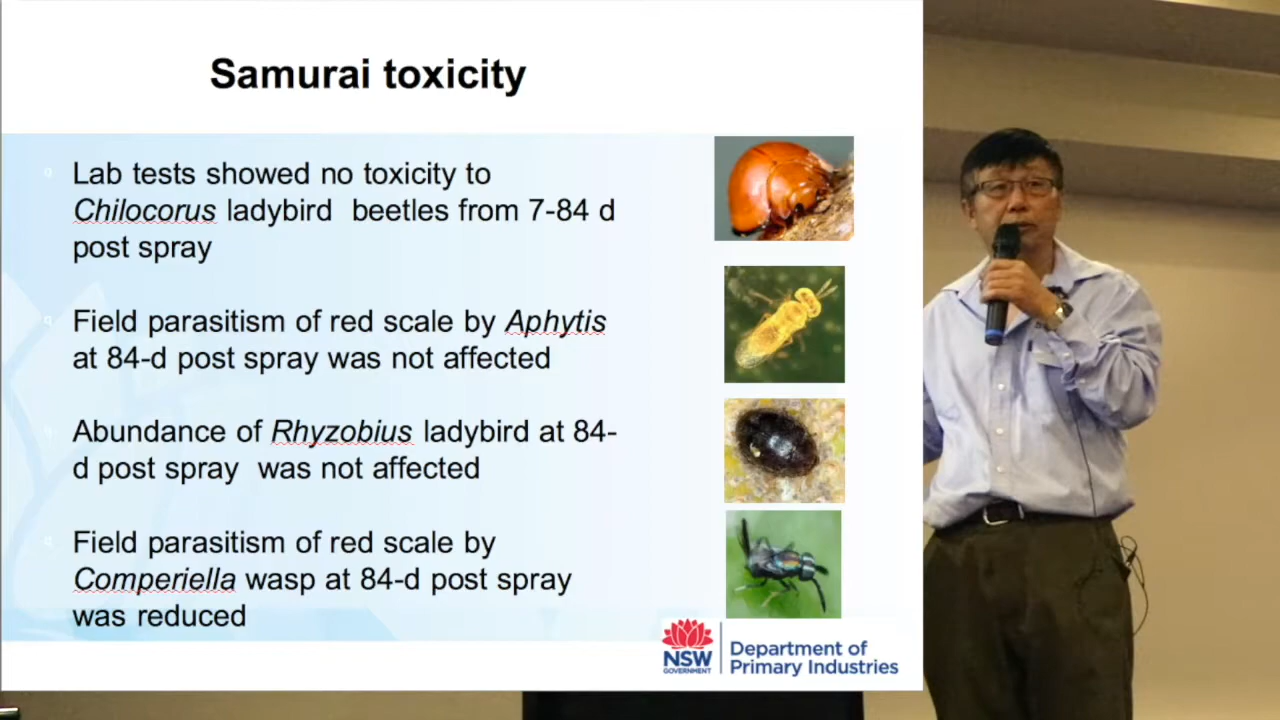 Samurai toxicity
Lab tests showed no toxicity to
Chilocorus ladybird beetles from 7-84 d
post spray
Field parasitism of red scale by Aphytis
at 84-d post spray was not affected
Abundance of Rhyzobius ladybird at 84-
d post spray was not affected
Field parasitism of red scale by
Comperiella wasp at 84-d post spray
was reduced
NSW
GOVERNMENT
Department of
Primary Industries